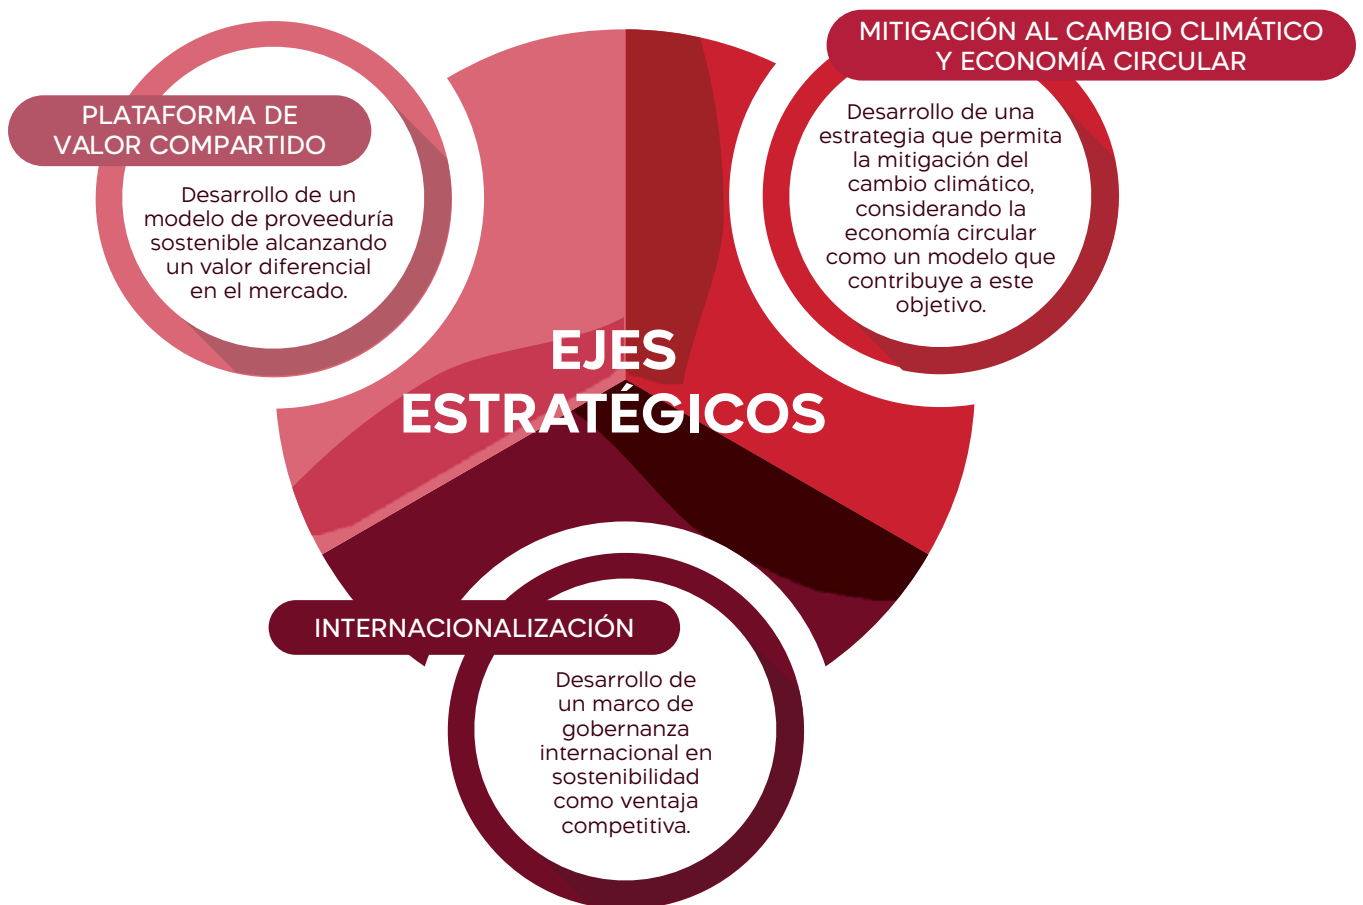 PLATAFORMA DE
VALOR COMPARTIDO
Desarrollo de un
modelo de proveeduría
sostenible alcanzando
un valor diferencial
en el mercado.
MITIGACIÓN AL CAMBIO CLIMÁTICO
Y ECONOMÍA CIRCULAR
Desarrollo de una
estrategia que permita
la mitigación del
cambio climático,
considerando la
economía circular
como un modelo que
contribuye a este
objetivo.
EJES
ESTRATÉGICOS
INTERNACIONALIZACIÓN
Desarrollo de
un marco de
gobernanza
internacional en
sostenibilidad
como ventaja
competitiva.